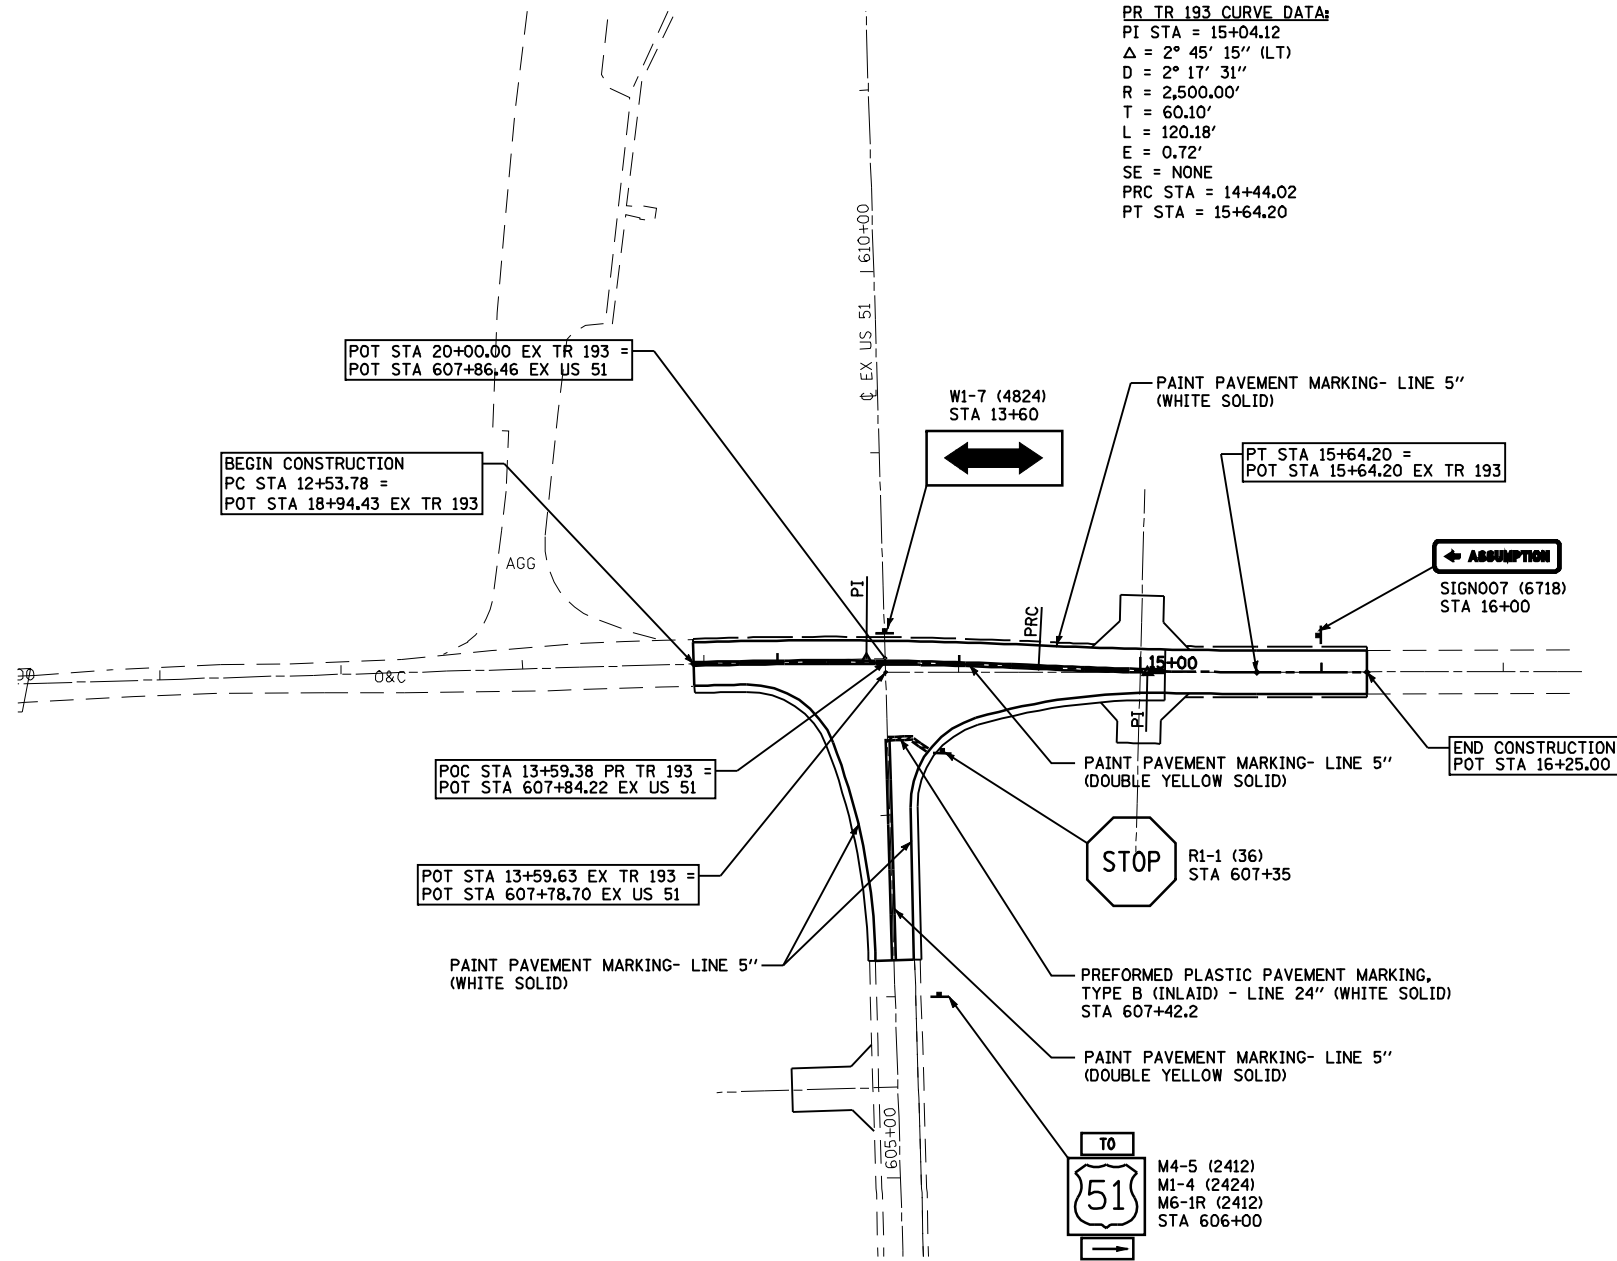 PR TR 193 CURVE DATA:
PI STA = 15+04.12
Δ = 2° 45' 15'' (LT)
D = 2° 17' 31''
R = 2,500.00'
T = 60.10'
L = 120.18'
E = 0.72'
SE = NONE
PRC STA = 14+44.02
PT STA = 15+64.20
610+00
℄ EX US 51
POT STA 20+00.00 EX TR 193 =
POT STA 607+86.46 EX US 51
W1-7 (4824)
STA 13+60
PAINT PAVEMENT MARKING- LINE 5''
(WHITE SOLID)
BEGIN CONSTRUCTION
PC STA 12+53.78 =
POT STA 18+94.43 EX TR 193
PT STA 15+64.20 =
POT STA 15+64.20 EX TR 193
AGG
ASSUMPTION
SIGN007 (6718)
STA 16+00
PI
PRC
15+00
O&C
PI
POC STA 13+59.38 PR TR 193 =
POT STA 607+84.22 EX US 51
PAINT PAVEMENT MARKING- LINE 5''
(DOUBLE YELLOW SOLID)
END CONSTRUCTION
POT STA 16+25.00
STOP
R1-1 (36)
STA 607+35
POT STA 13+59.63 EX TR 193 =
POT STA 607+78.70 EX US 51
PAINT PAVEMENT MARKING- LINE 5''
(WHITE SOLID)
PREFORMED PLASTIC PAVEMENT MARKING,
TYPE B (INLAID) - LINE 24'' (WHITE SOLID)
STA 607+42.2
PAINT PAVEMENT MARKING- LINE 5''
(DOUBLE YELLOW SOLID)
605+00
TO
51
M4-5 (2412)
M1-4 (2424)
M6-1R (2412)
STA 606+00